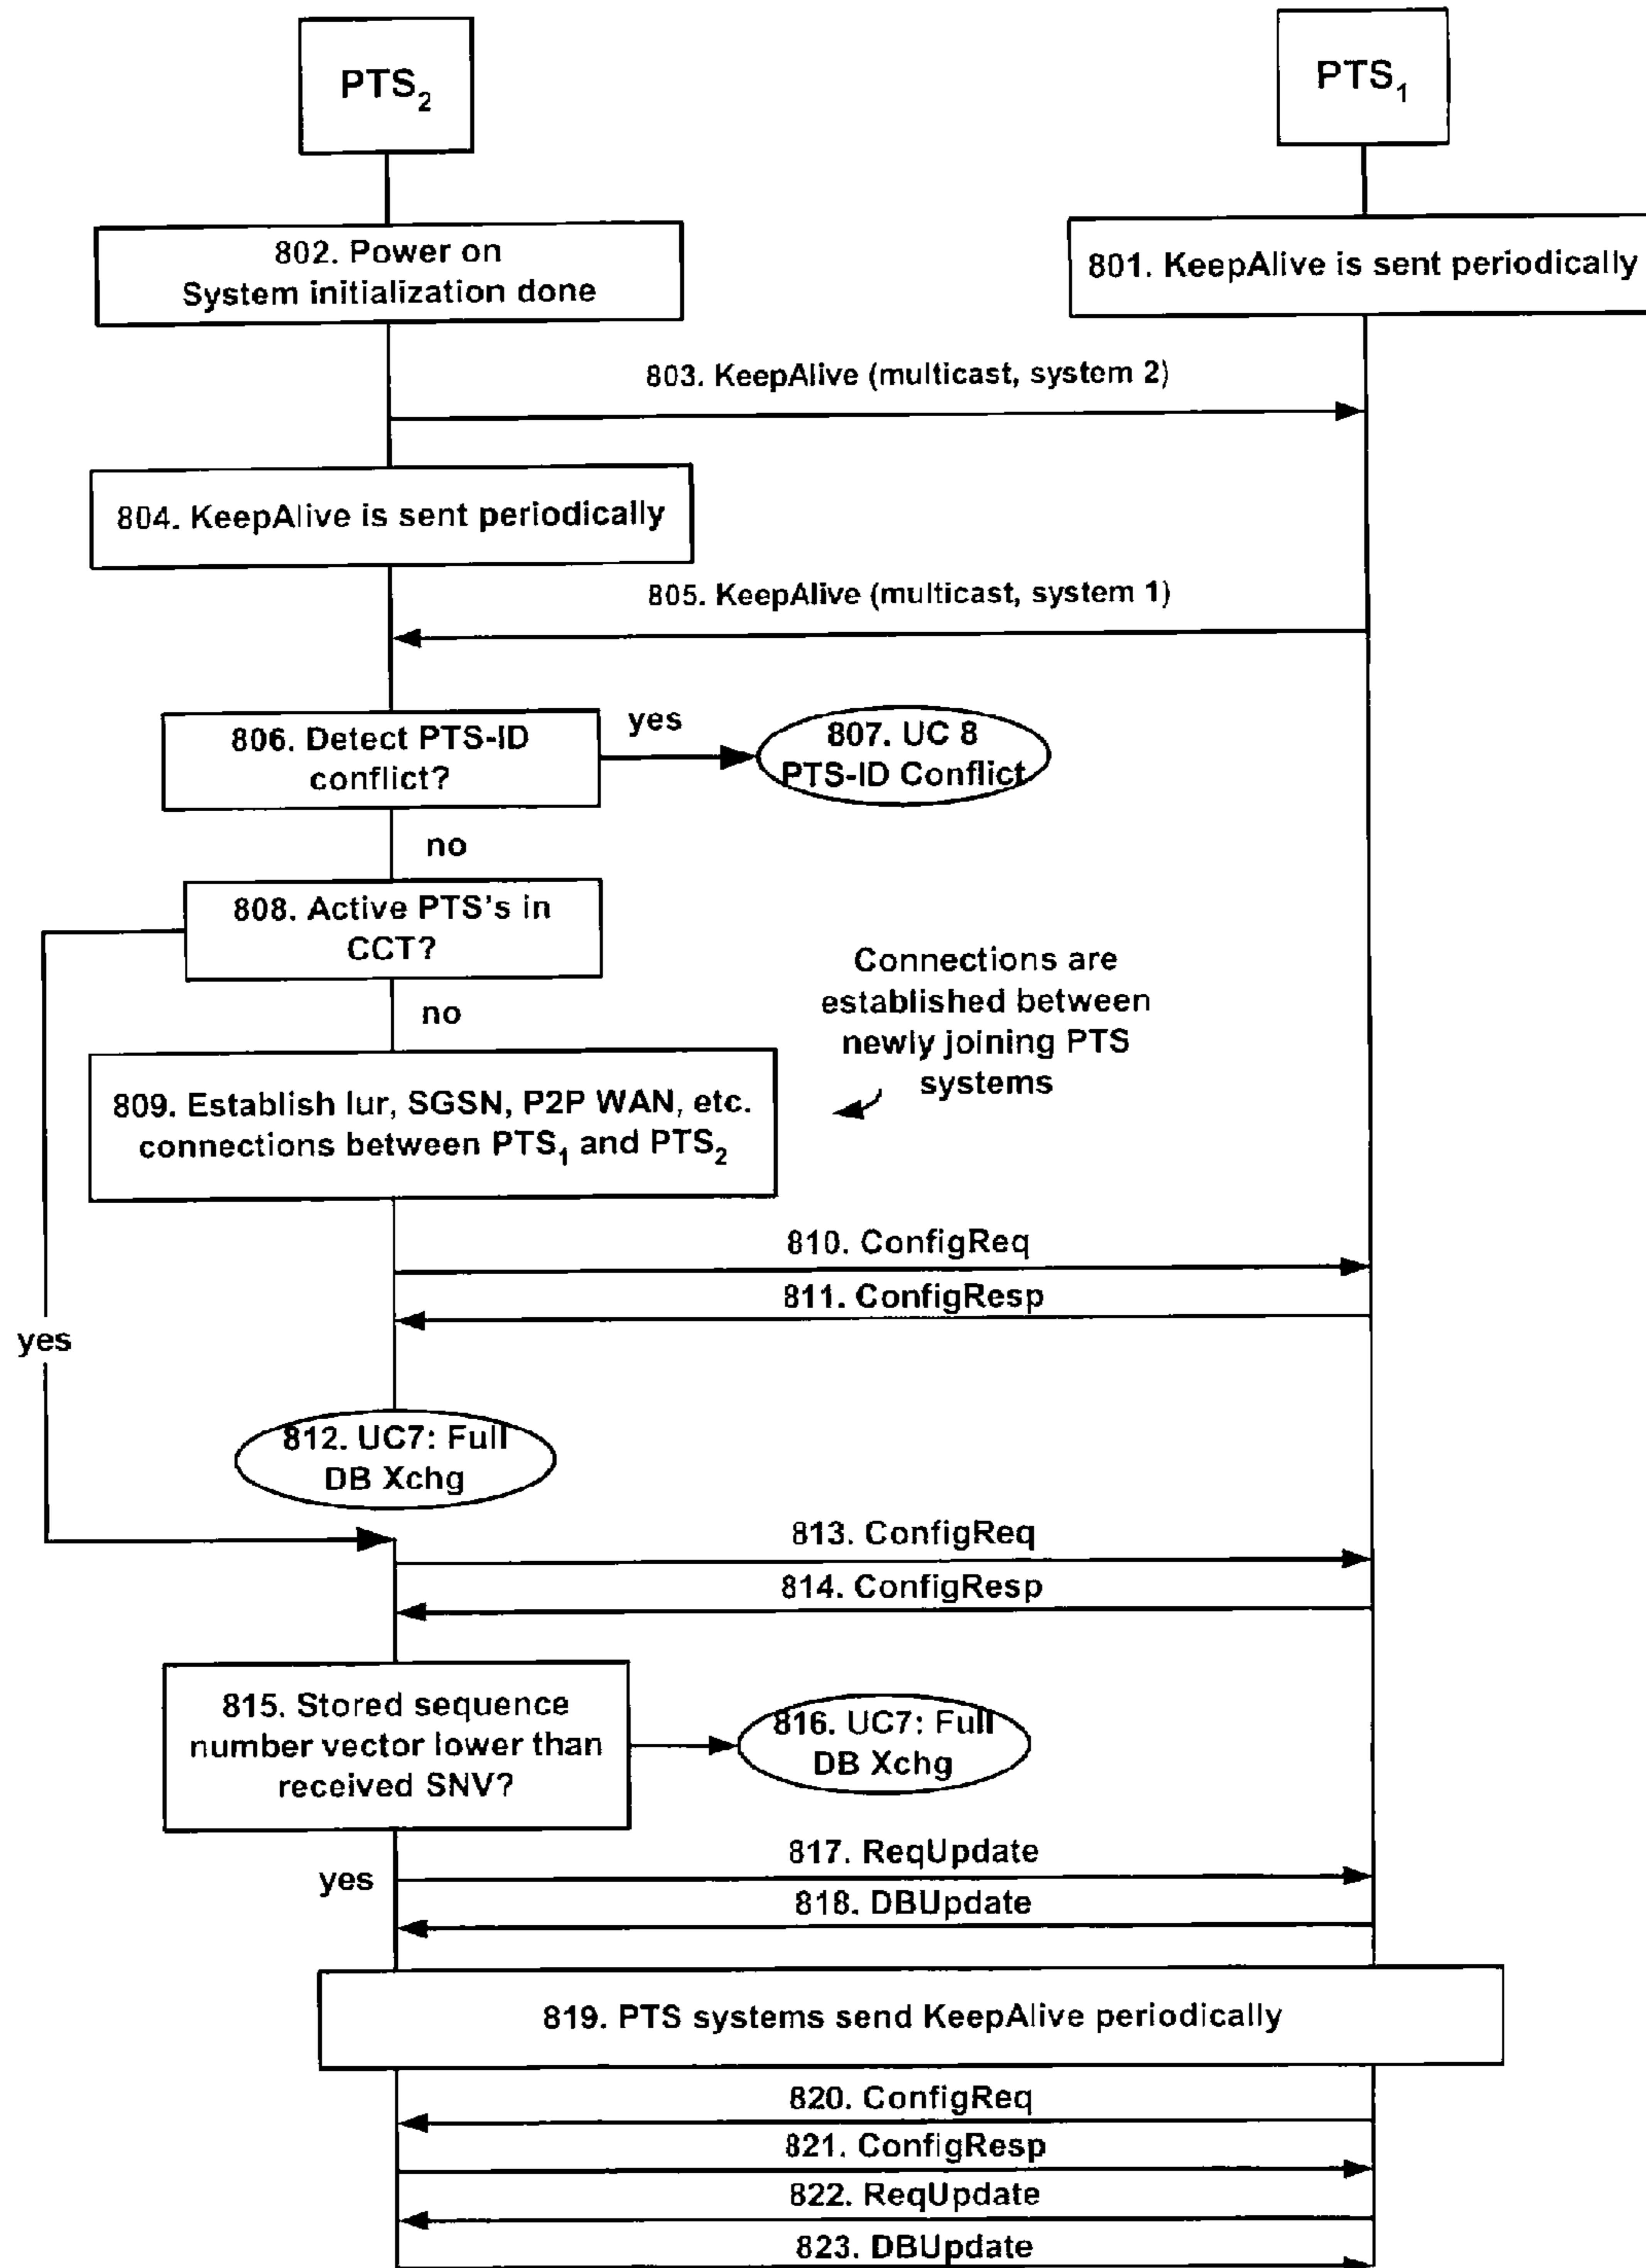 PTS2
PTS1
802. Power on
System initialization done
801. KeepAlive is sent periodically
803. KeepAlive (multicast, system 2)
804. KeepAlive is sent periodically
805. KeepAlive (multicast, system 1)
806. Detect PTS-ID
conflict?
yes
807. UC 8
PTS-ID Conflict
no
808. Active PTS's in
CCT?
no
Connections are
established between
newly joining PTS
systems
809. Establish Iur, SGSN, P2P WAN, etc.
connections between PTS1 and PTS2
810. ConfigReq
811. ConfigResp
yes
812. UC7: Full
DB Xchg
813. ConfigReq
814. ConfigResp
815. Stored sequence
number vector lower than
received SNV?
816. UC7: Full
DB Xchg
yes
817. ReqUpdate
818. DBUpdate
819. PTS systems send KeepAlive periodically
820. ConfigReq
821. ConfigResp
822. ReqUpdate
823. DBUpdate